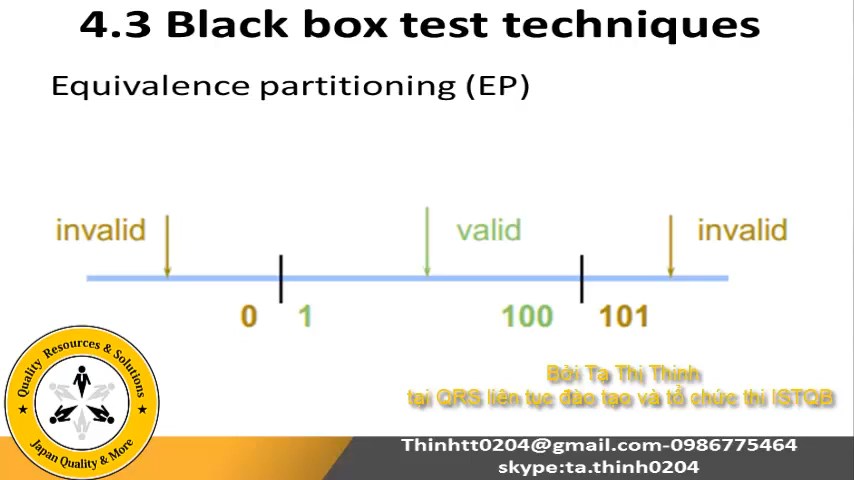 4.3 Black box test techniques
Equivalence partitioning (EP)
invalid valid invalid
0 1 100 101
Quality Resources & Solutions
Japan Quality & More
Bởi Tạ Thị Thinh
tại QRS liên tục đào tạo và tổ chức thi ISTQB
Thinhtt0204@gmail.com-0986775464
skype:ta.thinh0204